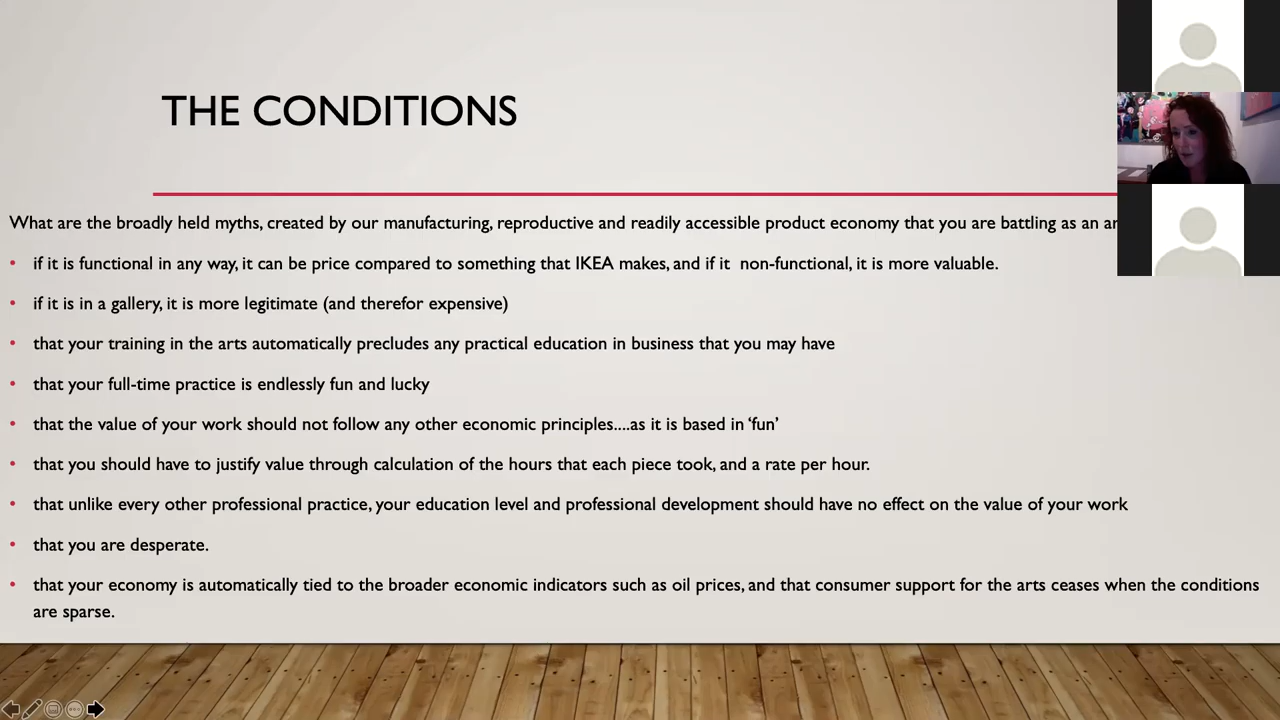 THE CONDITIONS
What are the broadly held myths, created by our manufacturing, reproductive and readily accessible product economy that you are battling as an
if it is functional in any way, it can be price compared to something that IKEA makes, and if it non-functional, it is more valuable.
if it is in a gallery, it is more legitimate (and therefor expensive)
that your training in the arts automatically precludes any practical education in business that you may have
that your full-time practice is endlessly fun and lucky
that the value of your work should not follow any other economic principles....as it is based in ‘fun’
that you should have to justify value through calculation of the hours that each piece took, and a rate per hour.
that unlike every other professional practice, your education level and professional development should have no effect on the value of your work
that you are desperate.
that your economy is automatically tied to the broader economic indicators such as oil prices, and that consumer support for the arts ceases when the conditions
are sparse.